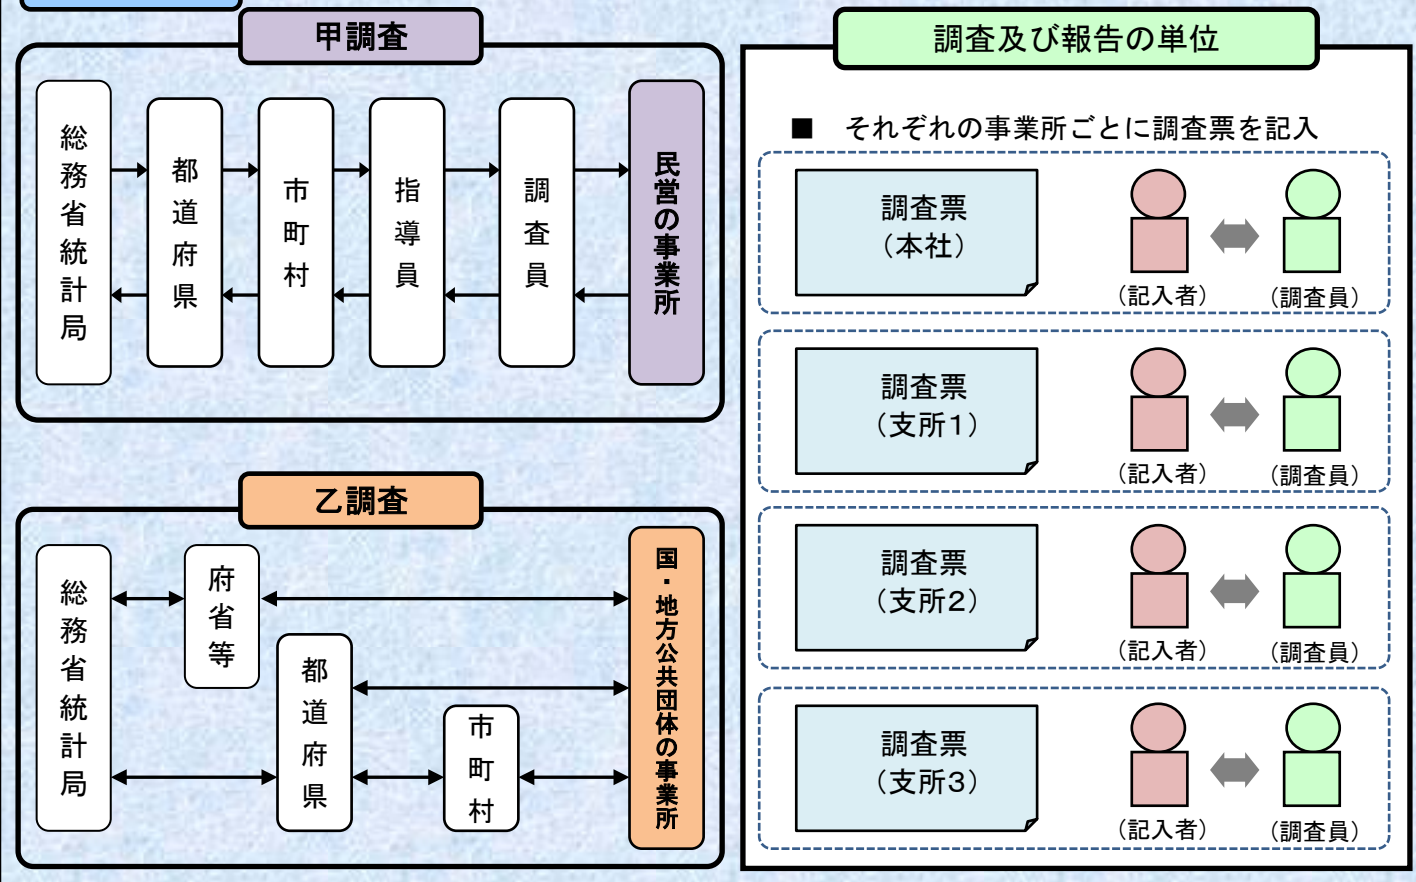 甲調査
総務省統計局
都道府県
市町村
指導員
調査員
民営の事業所
乙調査
総務省統計局
府省等
都道府県
市町村
国・地方公共団体の事業所
調査及び報告の単位
■ それぞれの事業所ごとに調査票を記入
調査票
（本社）
（記入者）
（調査員）
調査票
（支所１）
（記入者）
（調査員）
調査票
（支所２）
（記入者）
（調査員）
調査票
（支所３）
（記入者）
（調査員）